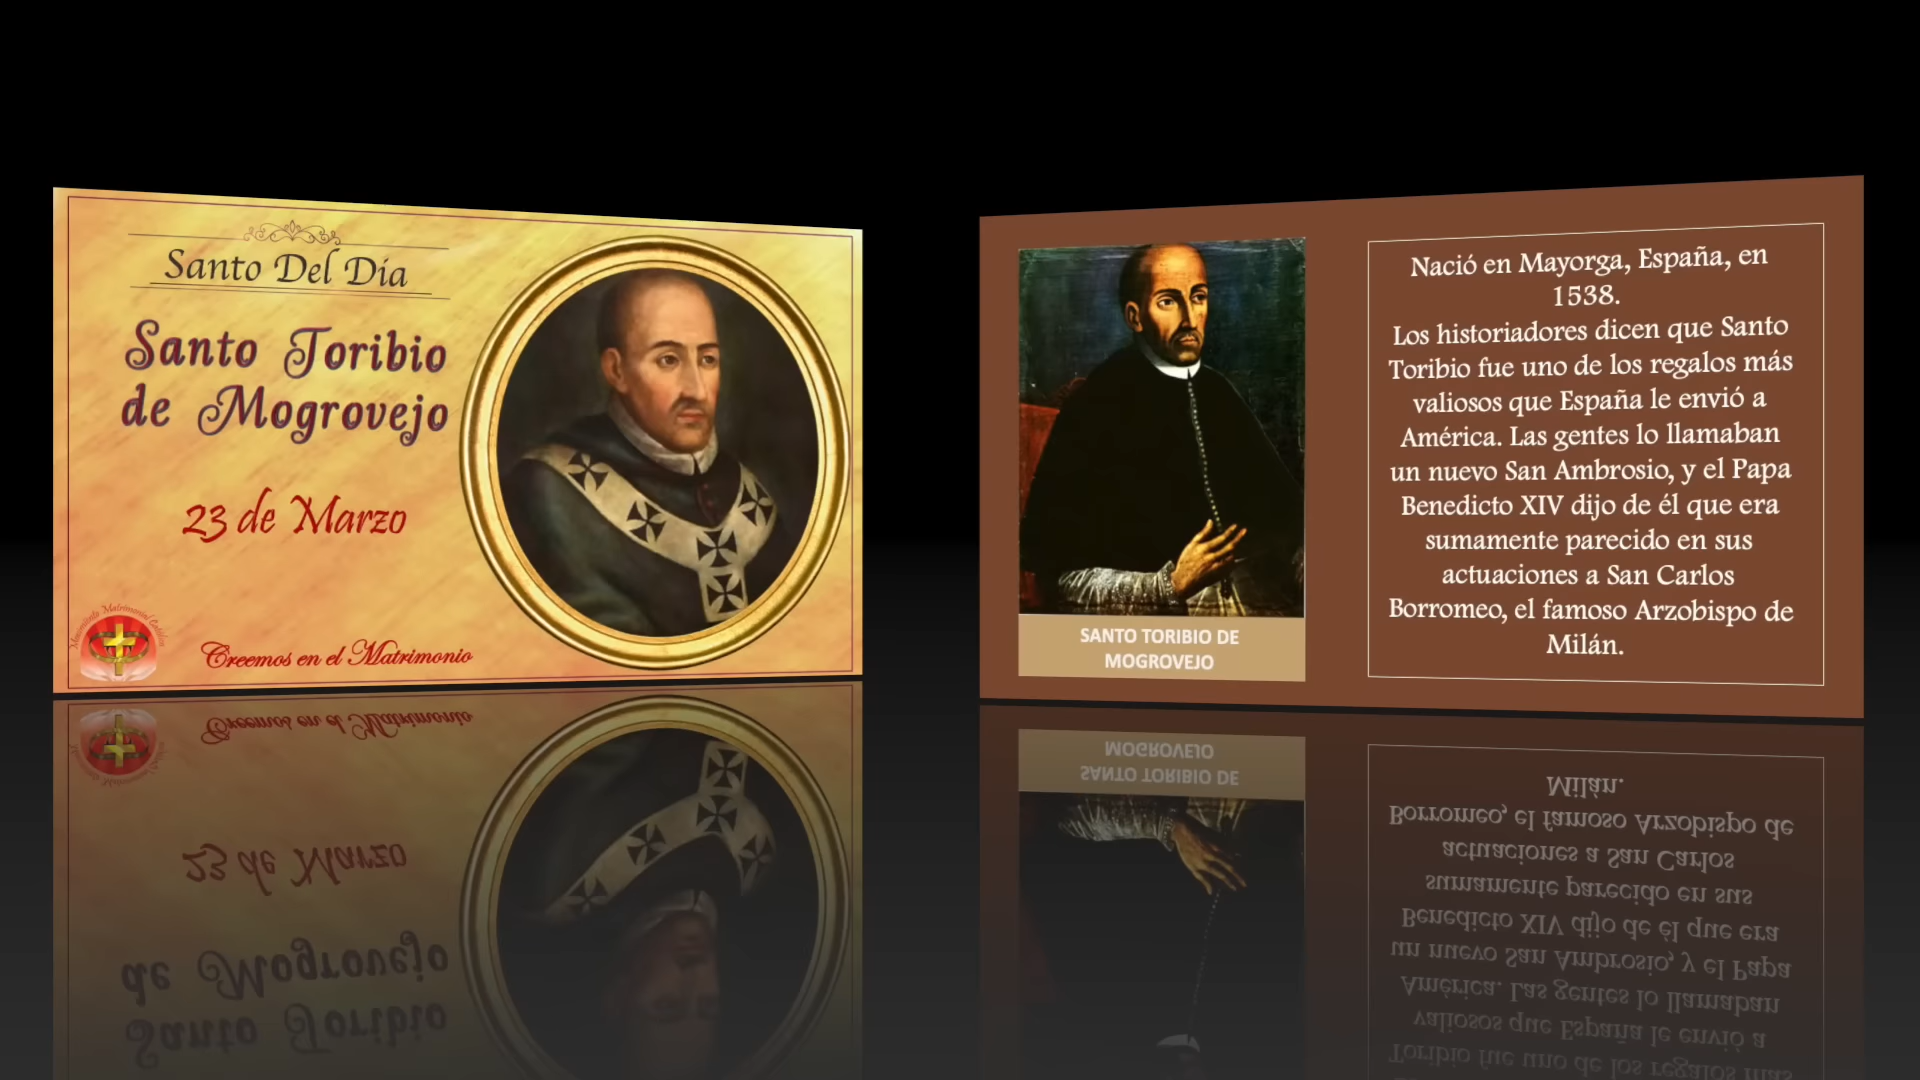 Santo Del Día
Santo Toribio
de Mogrovejo
23 de Marzo
Creemos en el Matrimonio
SANTO TORIBIO DE
MOGROVEJO
Nació en Mayorga, España, en
1538.
Los historiadores dicen que Santo
Toribio fue uno de los regalos más
valiosos que España le envió a
América. Las gentes lo llamaban
un nuevo San Ambrosio, y el Papa
Benedicto XIV dijo de él que era
sumamente parecido en sus
actuaciones a San Carlos
Borromeo, el famoso Arzobispo de
Milán.